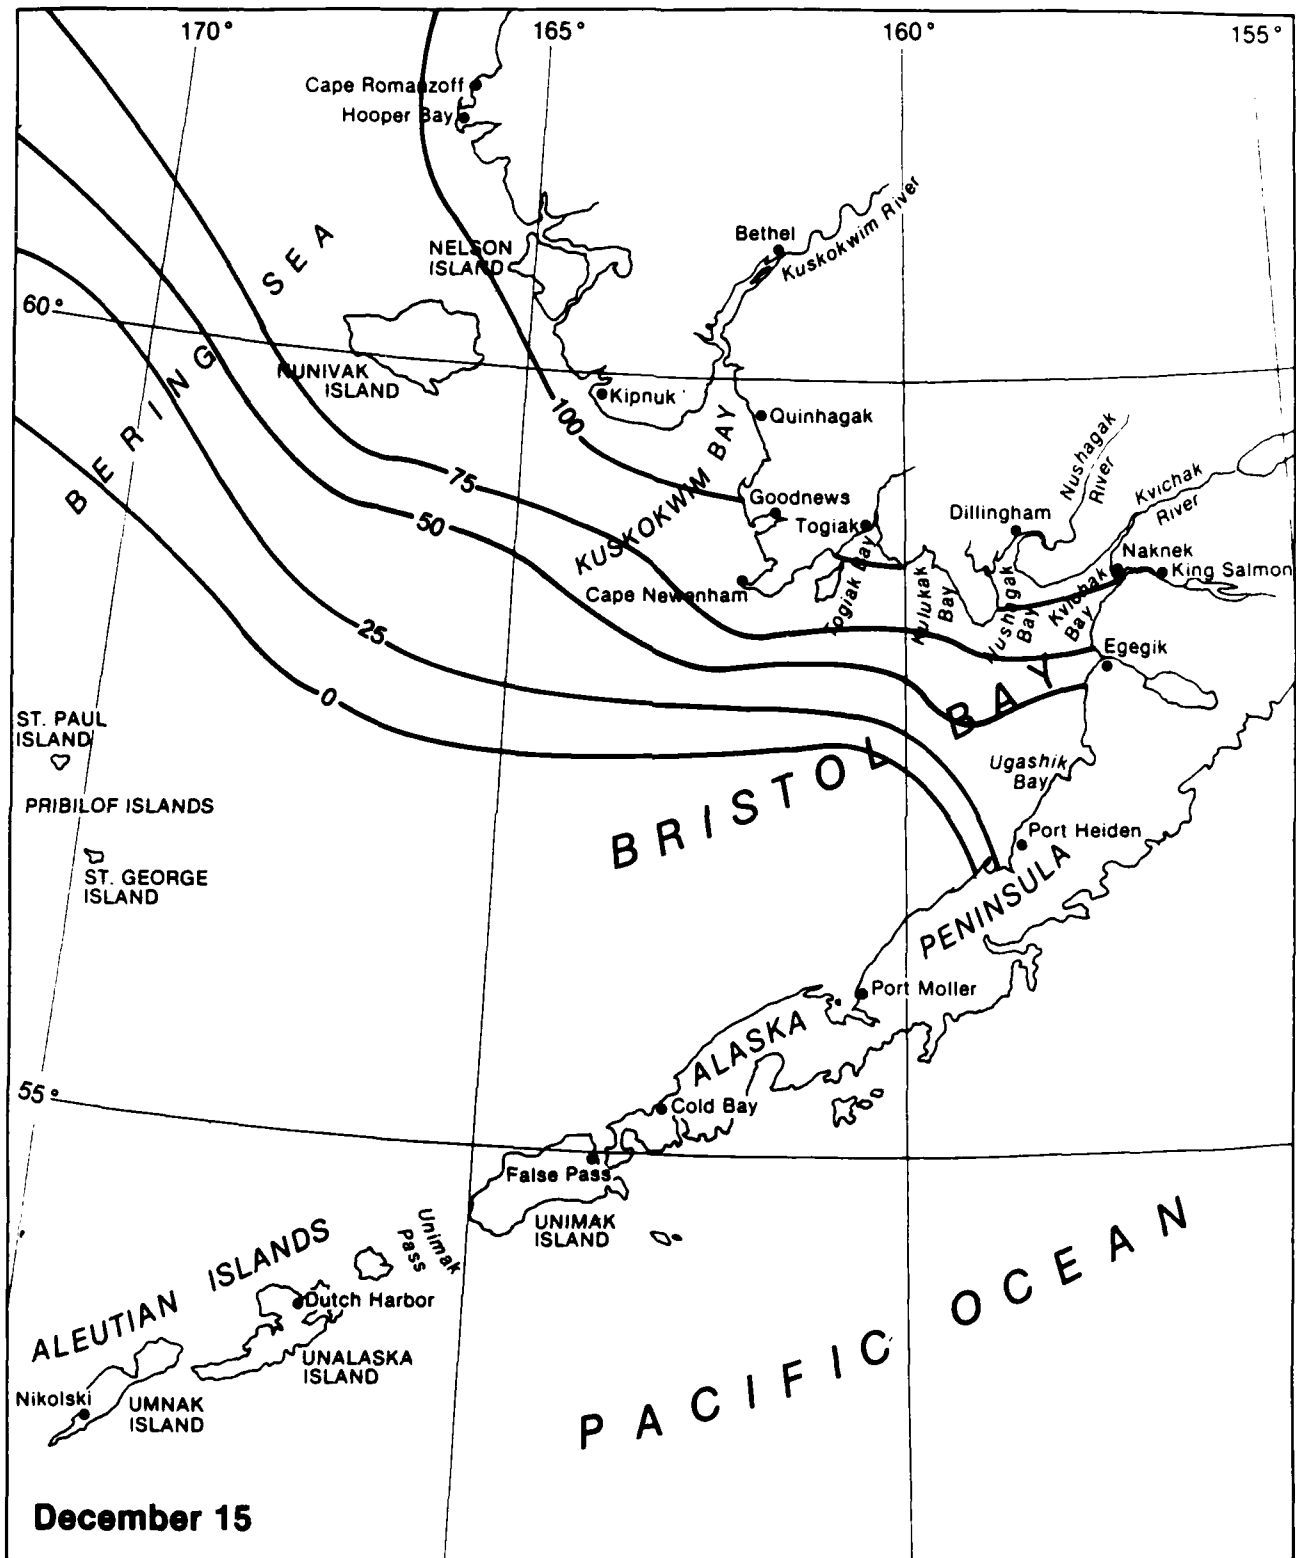 170°
165°
160°
155°
Cape Romanzoff
Hooper Bay
Kuskokwim River
Bethel
NELSON
ISLAND
SEA
60°
BERING
NUNIVAK
ISLAND
Kipnuk
Quinhagak
100
KUSKOKWIM BAY
75
50
Goodnews
Togiak
Dillingham
Nushagak
River
Kvichak
River
Naknek
King Salmon
Cape Newenham
Togiak Bay
Kulukak
Bay
Nushagak
Bay
Kvichak
Bay
Egegik
25
0
ST. PAUL
ISLAND
PRIBILOF ISLANDS
ST. GEORGE
ISLAND
BRISTOL BAY
Ugashik
Bay
Port Heiden
ALASKA PENINSULA
Port Moller
55°
Cold Bay
False Pass
UNIMAK
ISLAND
Unimak
Pass
ALEUTIAN ISLANDS
Dutch Harbor
UNALASKA
ISLAND
Nikolski
UMNAK
ISLAND
PACIFIC OCEAN
December 15